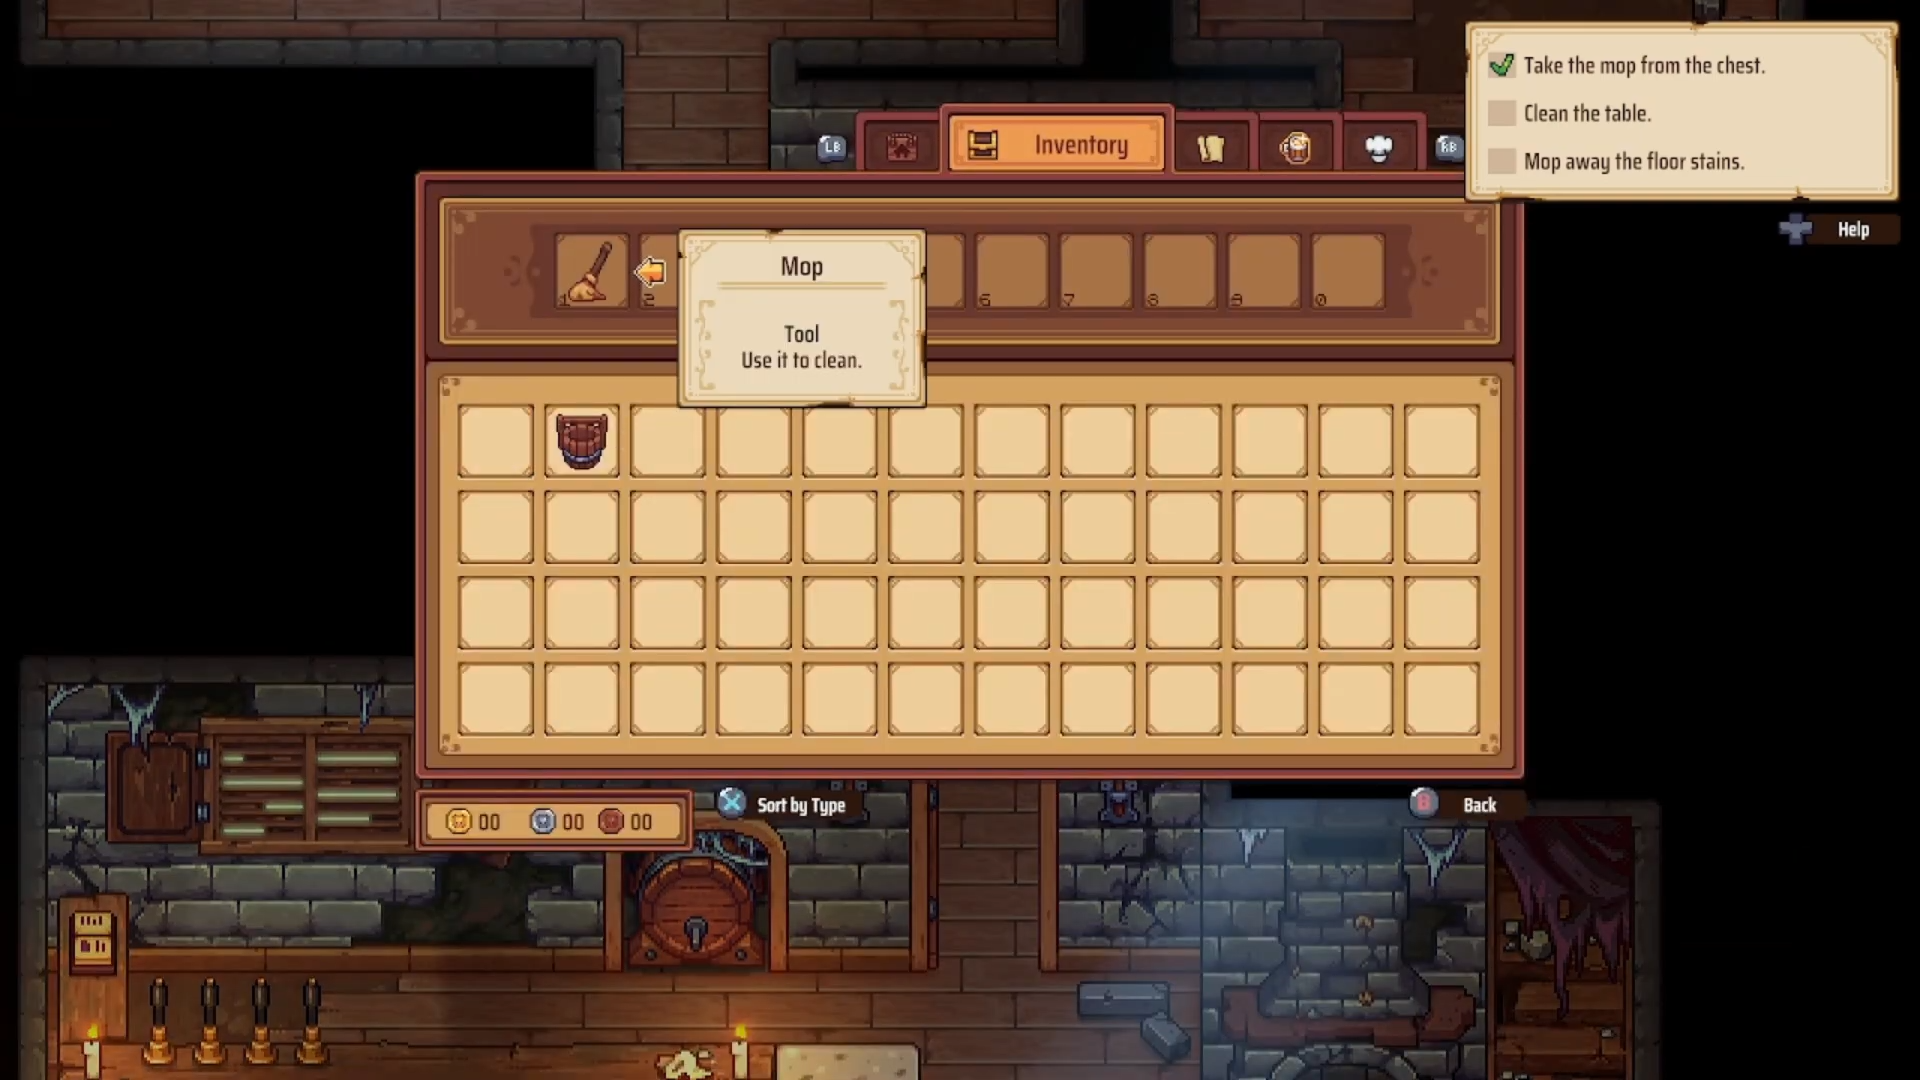 Take the mop from the chest.
Clean the table.
Mop away the floor stains.
LB
Inventory
RB
Help
1
2
6
7
8
9
0
Mop
Tool
Use it to clean.
00 00 00
X Sort by Type
B Back